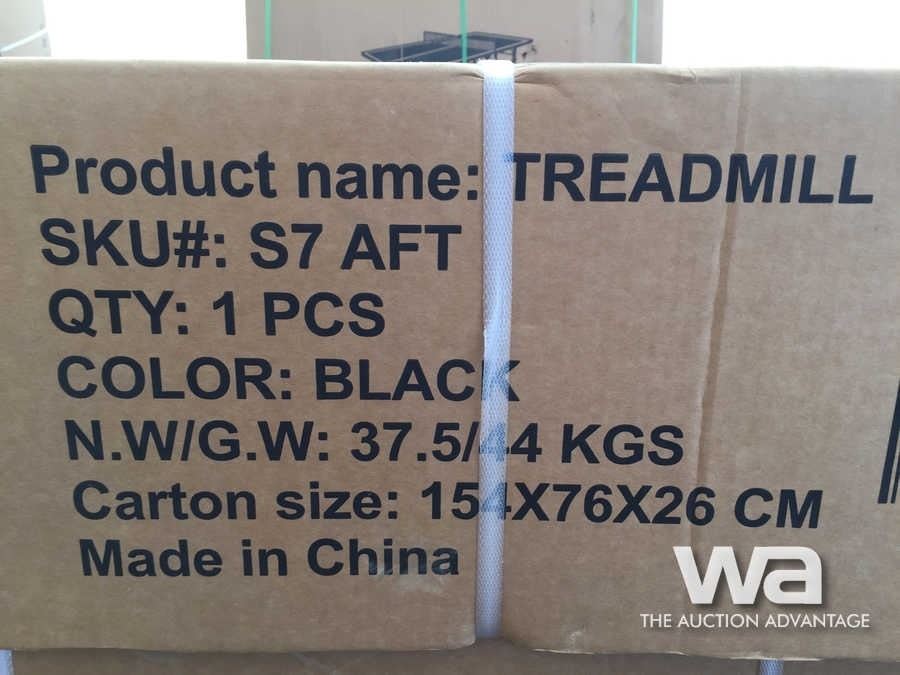 Product name: TREADMILL
SKU#: S7 AFT
QTY: 1 PCS
COLOR: BLACK
N.W/G.W: 37.5/44 KGS
Carton size: 154X76X26 CM
Made in China
wa
THE AUCTION ADVANTAGE